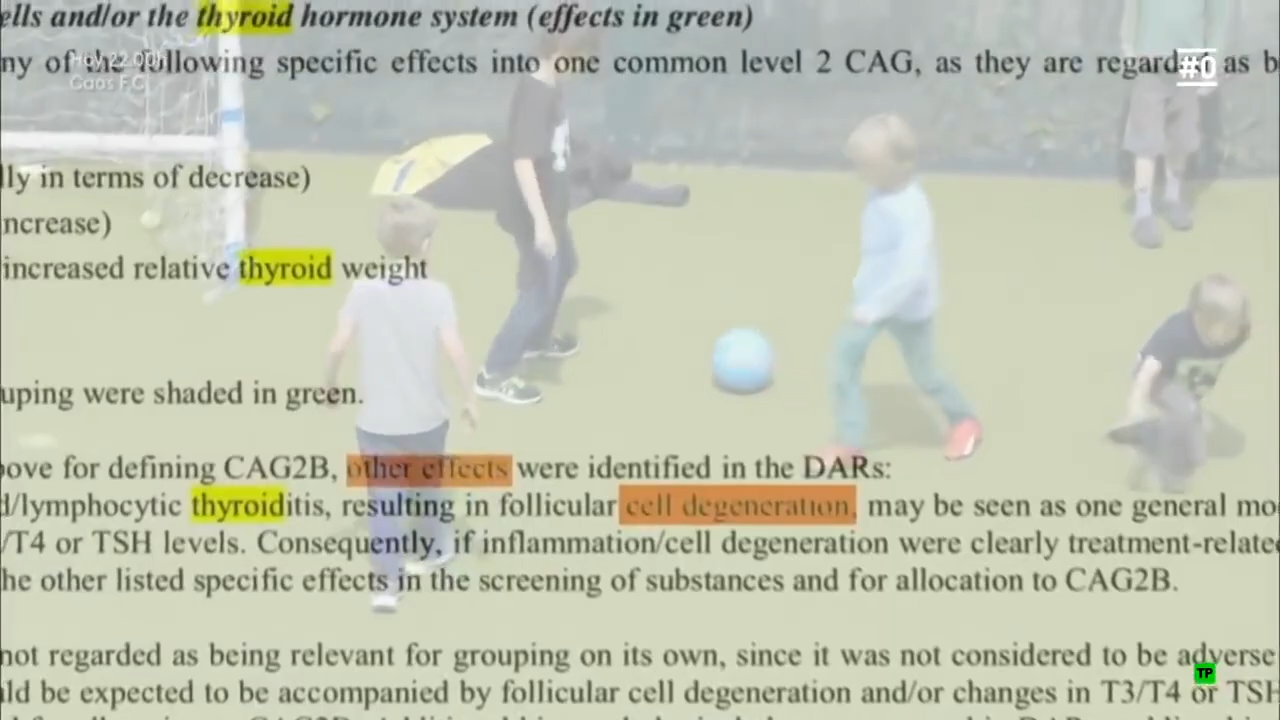 ells and/or the thyroid hormone system (effects in green)
Hoy 22.00h
Caos F.C
#0
ny of the following specific effects into one common level 2 CAG, as they are regarded as b
lly in terms of decrease)
ncrease)
increased relative thyroid weight
uping were shaded in green.
bove for defining CAG2B, other effects were identified in the DARs:
d/lymphocytic thyroiditis, resulting in follicular cell degeneration, may be seen as one general mo
/T4 or TSH levels. Consequently, if inflammation/cell degeneration were clearly treatment-relate
he other listed specific effects in the screening of substances and for allocation to CAG2B.
not regarded as being relevant for grouping on its own, since it was not considered to be adverse
TP
ld be expected to be accompanied by follicular cell degeneration and/or changes in T3/T4 or TSH